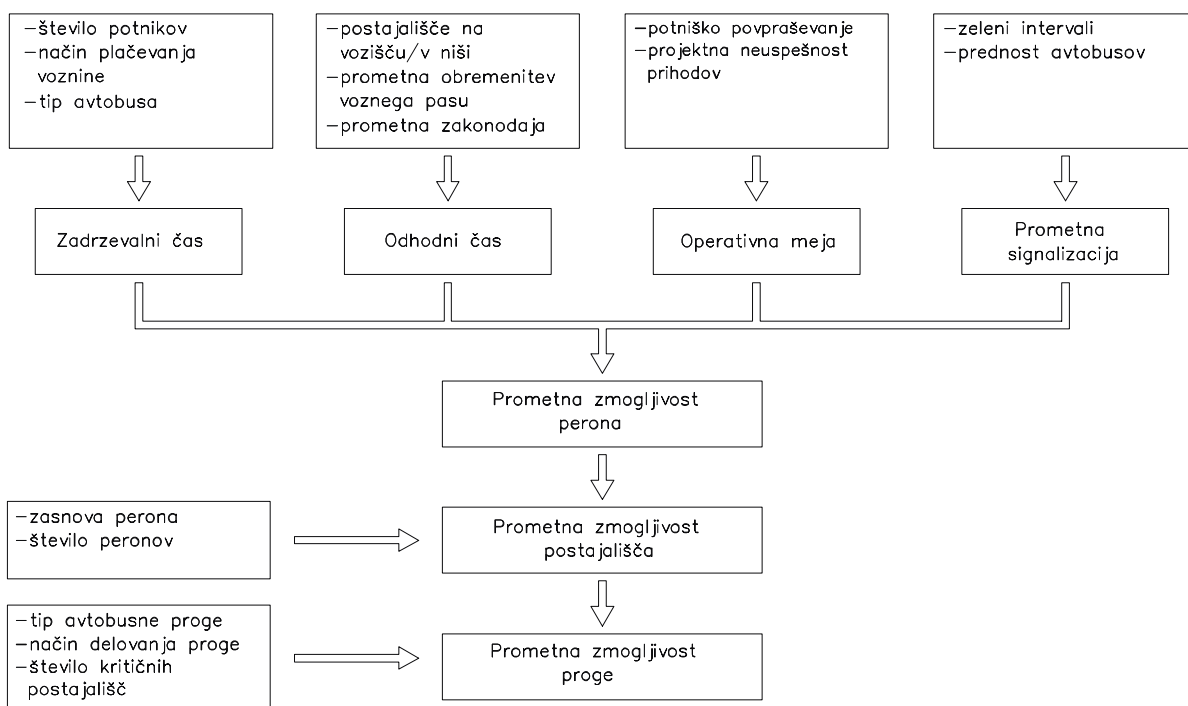 –število potnikov
–način plačevanja
voznine
–tip avtobusa
–postajališče na
vozišču/v niši
–prometna obremenitev
voznega pasu
–prometna zakonodaja
–potniško povpraševanje
–projektna neuspešnost
prihodov
–zeleni intervali
–prednost avtobusov
Zadrzevalni čas
Odhodni čas
Operativna meja
Prometna
signalizacija
Prometna zmogljivost
perona
–zasnova perona
–število peronov
Prometna zmogljivost
postajališča
–tip avtobusne proge
–način delovanja proge
–število kritičnih
postajališč
Prometna zmogljivost
proge